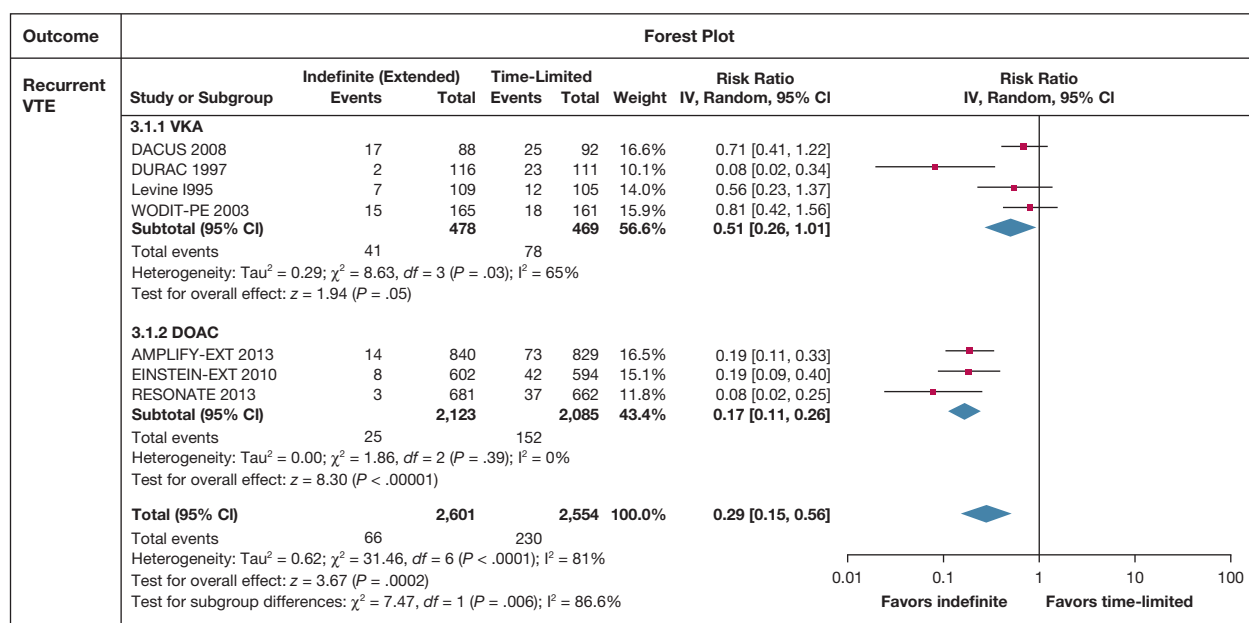 Outcome Forest Plot
Recurrent VTE
Indefinite (Extended) Time-Limited Risk Ratio Risk Ratio
Study or Subgroup Events Total Events Total Weight IV, Random, 95% CI IV, Random, 95% CI
3.1.1 VKA
DACUS 2008 17 88 25 92 16.6% 0.71 [0.41, 1.22]
DURAC 1997 2 116 23 111 10.1% 0.08 [0.02, 0.34]
Levine I995 7 109 12 105 14.0% 0.56 [0.23, 1.37]
WODIT-PE 2003 15 165 18 161 15.9% 0.81 [0.42, 1.56]
Subtotal (95% CI) 478 469 56.6% 0.51 [0.26, 1.01]
Total events 41 78
Heterogeneity: Tau² = 0.29; χ² = 8.63, df = 3 (P = .03); I² = 65%
Test for overall effect: z = 1.94 (P = .05)
3.1.2 DOAC
AMPLIFY-EXT 2013 14 840 73 829 16.5% 0.19 [0.11, 0.33]
EINSTEIN-EXT 2010 8 602 42 594 15.1% 0.19 [0.09, 0.40]
RESONATE 2013 3 681 37 662 11.8% 0.08 [0.02, 0.25]
Subtotal (95% CI) 2,123 2,085 43.4% 0.17 [0.11, 0.26]
Total events 25 152
Heterogeneity: Tau² = 0.00; χ² = 1.86, df = 2 (P = .39); I² = 0%
Test for overall effect: z = 8.30 (P < .00001)
Total (95% CI) 2,601 2,554 100.0% 0.29 [0.15, 0.56]
Total events 66 230
Heterogeneity: Tau² = 0.62; χ² = 31.46, df = 6 (P < .0001); I² = 81%
Test for overall effect: z = 3.67 (P = .0002)
Test for subgroup differences: χ² = 7.47, df = 1 (P = .006); I² = 86.6%
0.01 0.1 1 10 100
Favors indefinite Favors time-limited